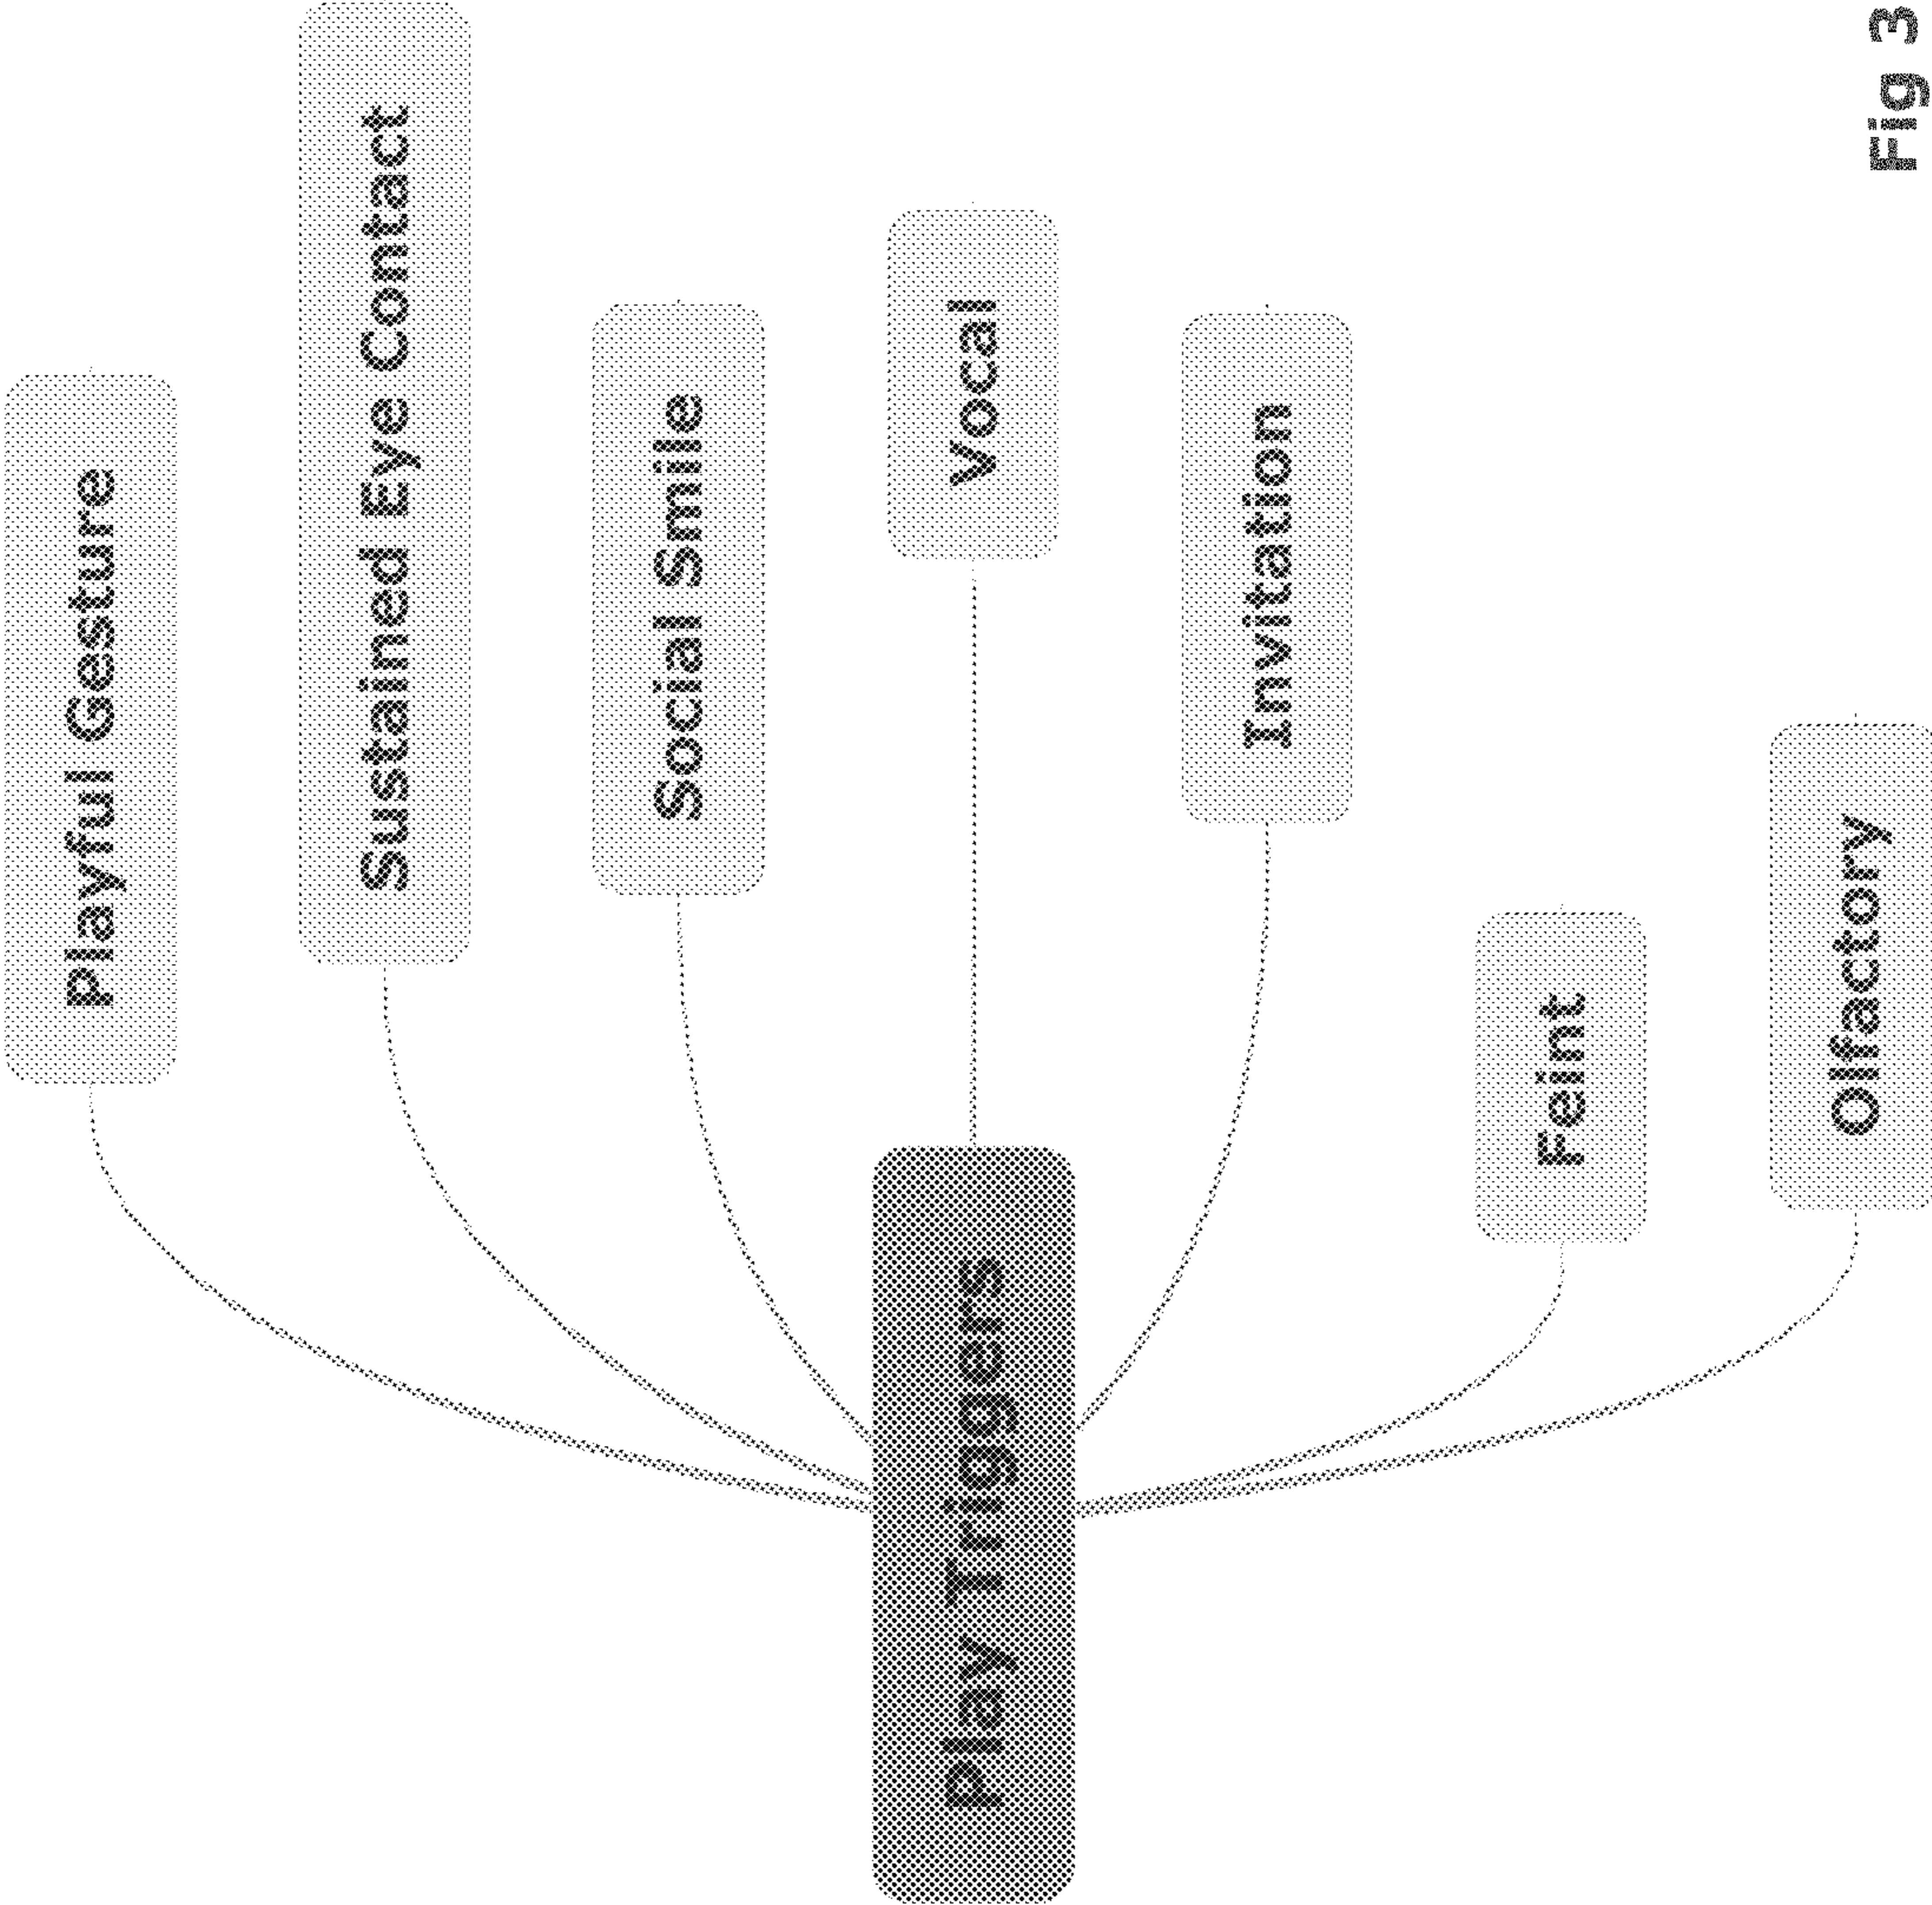 Playful Gesture
Sustained Eye Contact
Social Smile
Play Triggers
Vocal
Invitation
Feint
Olfactory
Fig 3